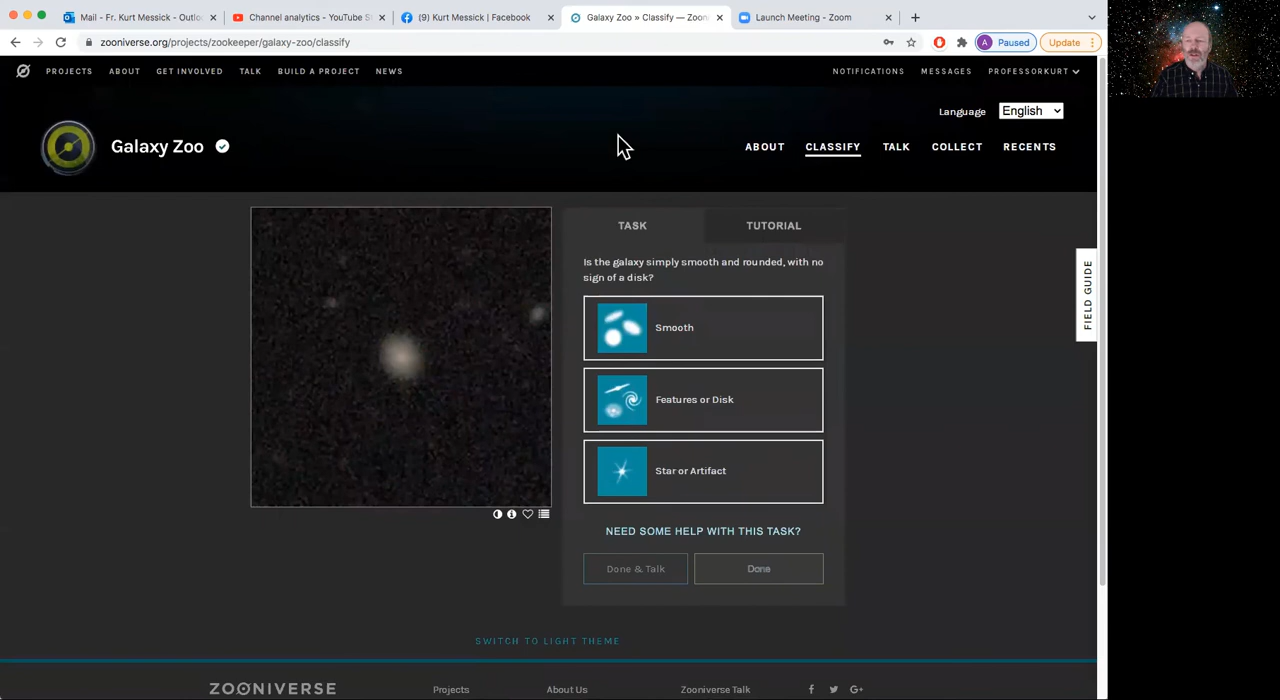 Mail - Fr. Kurt Messick - Outlo
Channel analytics - YouTube S
(9) Kurt Messick | Facebook
Galaxy Zoo » Classify — Zoon
Launch Meeting - Zoom
zooniverse.org/projects/zookeeper/galaxy-zoo/classify
A Paused
Update
PROJECTS ABOUT GET INVOLVED TALK BUILD A PROJECT NEWS
NOTIFICATIONS MESSAGES PROFESSORKURT
Language English
Galaxy Zoo
ABOUT CLASSIFY TALK COLLECT RECENTS
TASK TUTORIAL
Is the galaxy simply smooth and rounded, with no
sign of a disk?
Smooth
Features or Disk
Star or Artifact
NEED SOME HELP WITH THIS TASK?
Done & Talk Done
FIELD GUIDE
SWITCH TO LIGHT THEME
ZOONIVERSE Projects About Us Zooniverse Talk